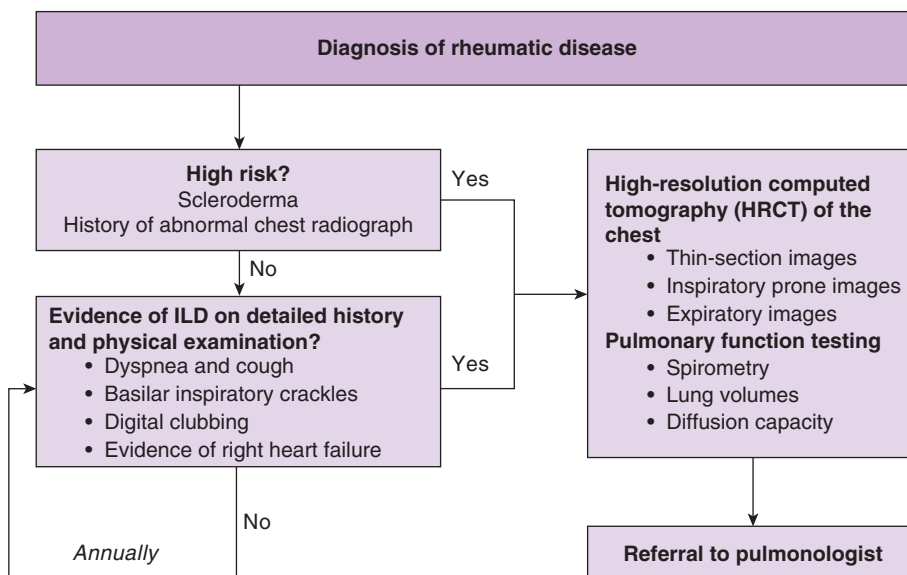 Diagnosis of rheumatic disease
High risk?
Scleroderma
History of abnormal chest radiograph
Yes
No
Evidence of ILD on detailed history
and physical examination?
• Dyspnea and cough
• Basilar inspiratory crackles
• Digital clubbing
• Evidence of right heart failure
Yes
No
Annually
High-resolution computed
tomography (HRCT) of the
chest
• Thin-section images
• Inspiratory prone images
• Expiratory images
Pulmonary function testing
• Spirometry
• Lung volumes
• Diffusion capacity
Referral to pulmonologist